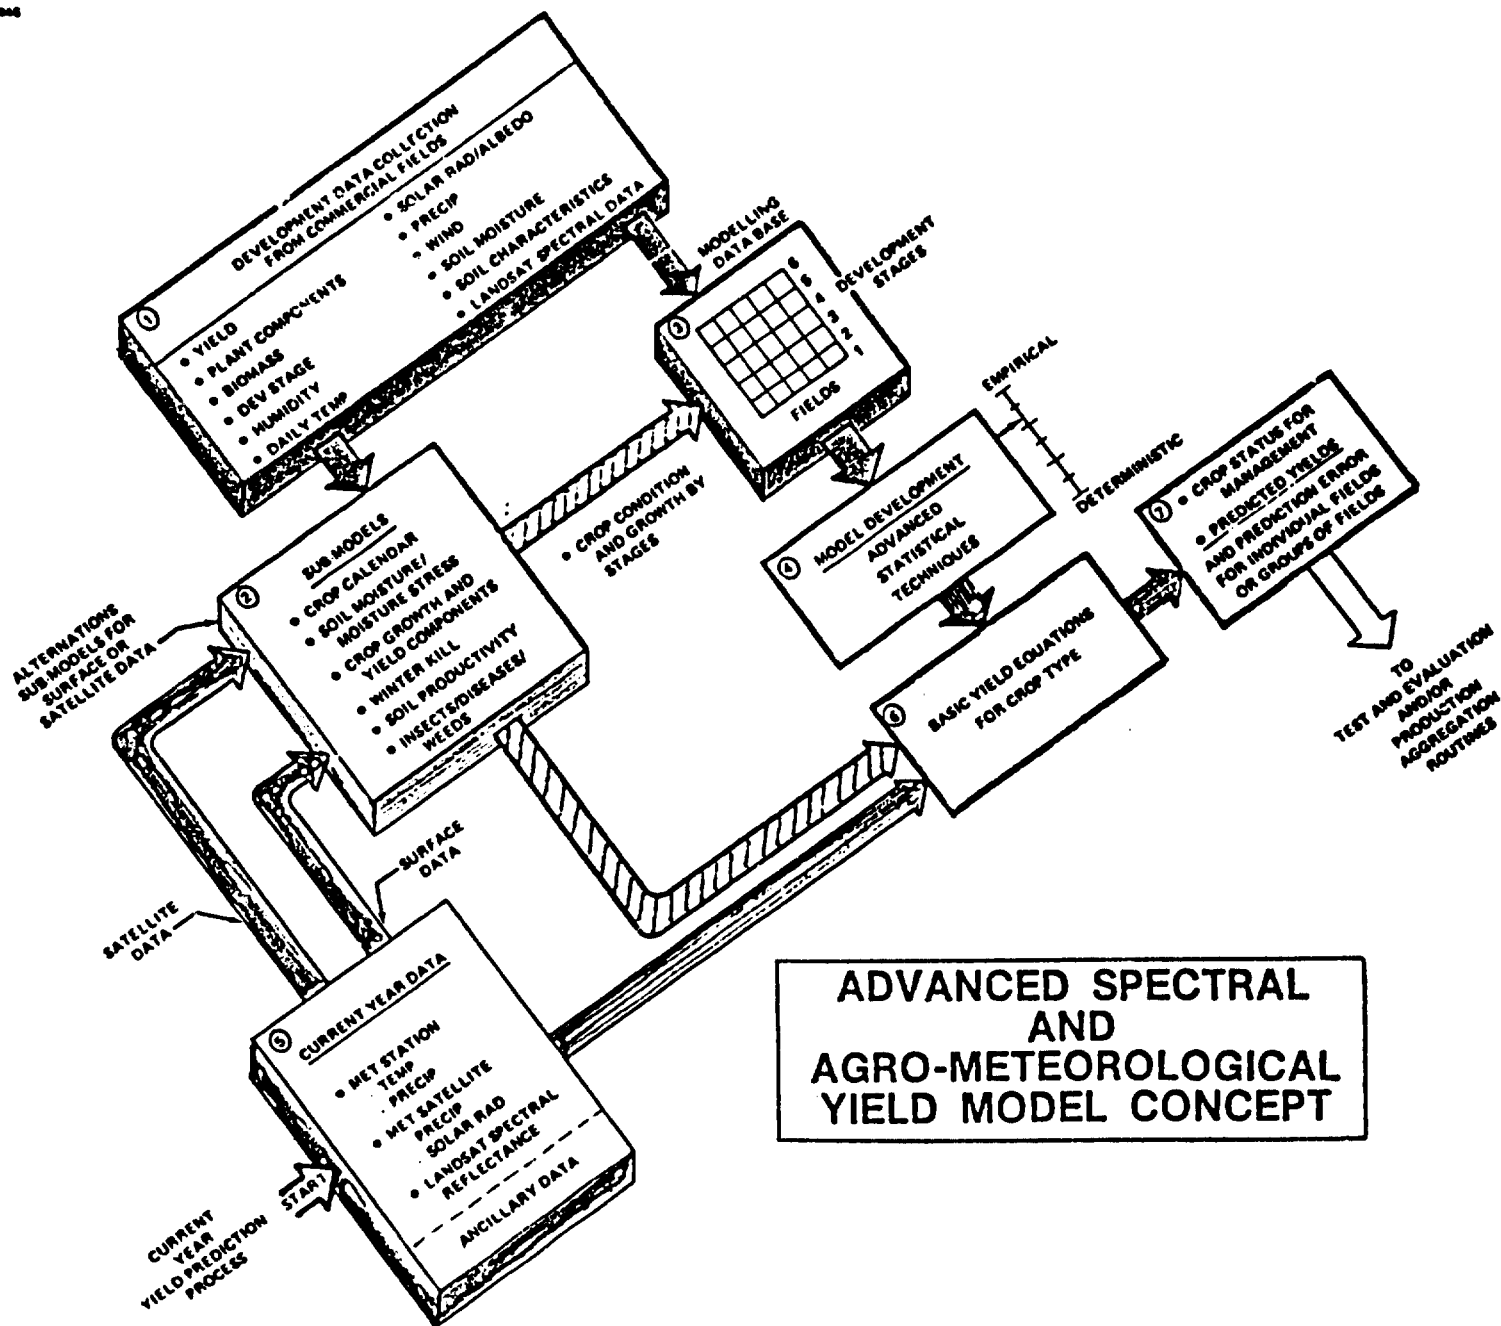 DEVELOPMENT DATA COLLECTION
FROM COMMERCIAL FIELDS
1
• YIELD
• PLANT COMPONENTS
• BIOMASS
• DEV STAGE
• HUMIDITY
• DAILY TEMP
• SOLAR RAD/ALBEDO
• PRECIP
• WIND
• SOIL MOISTURE
• SOIL CHARACTERISTICS
• LANDSAT SPECTRAL DATA
MODELLING
DATA BASE
3
6
5
4
3
2
1
DEVELOPMENT
STAGES
FIELDS
2
SUB-MODELS
• CROP CALENDAR
• SOIL MOISTURE/
MOISTURE STRESS
• CROP GROWTH AND
YIELD COMPONENTS
• WINTER KILL
• SOIL PRODUCTIVITY
• INSECTS/DISEASES/
WEEDS
• CROP CONDITION
AND GROWTH BY
STAGES
ALTERNATIONS
SUB-MODELS FOR
SURFACE OR
SATELLITE DATA
EMPIRICAL
DETERMINISTIC
4
MODEL DEVELOPMENT
ADVANCED
STATISTICAL
TECHNIQUES
6
BASIC YIELD EQUATIONS
FOR CROP TYPE
7
• CROP STATUS FOR
MANAGEMENT
• PREDICTED YIELDS
AND PREDICTION ERROR
FOR INDIVIDUAL FIELDS
OR GROUPS OF FIELDS
TO
TEST AND EVALUATION
AND/OR
PRODUCTION
AGGREGATION
ROUTINES
SATELLITE
DATA
SURFACE
DATA
5
CURRENT YEAR DATA
• MET STATION
TEMP
PRECIP
• MET SATELLITE
PRECIP
SOLAR RAD
• LANDSAT SPECTRAL
REFLECTANCE
ANCILLARY DATA
START
CURRENT
YEAR
YIELD PREDICTION
PROCESS
ADVANCED SPECTRAL
AND
AGRO-METEOROLOGICAL
YIELD MODEL CONCEPT